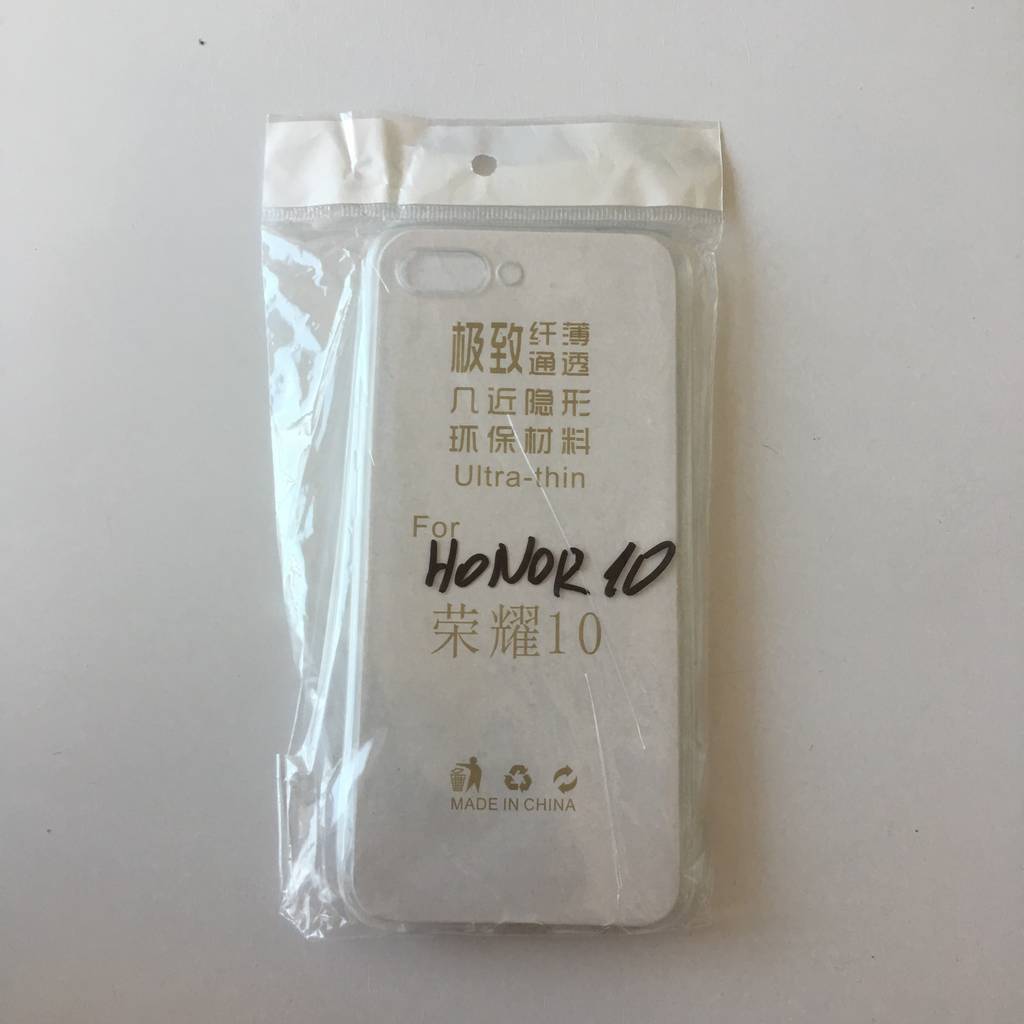 极致纤薄
通透
几近隐形
环保材料
Ultra-thin
For
HONOR 10
荣耀10
MADE IN CHINA